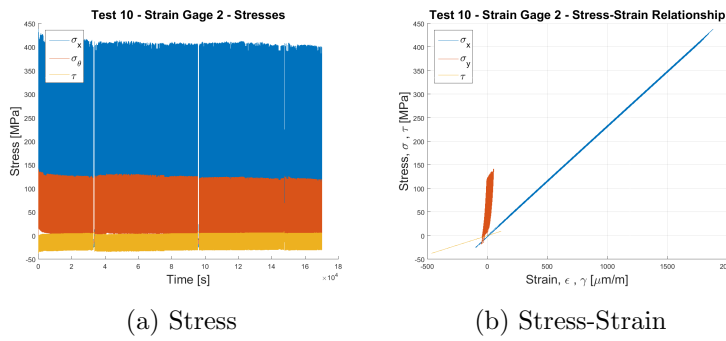 Test 10 - Strain Gage 2 - Stresses
450
400
350
300
250
200
150
100
50
0
-50
Stress [MPa]
σx
σθ
τ
0 2 4 6 8 10 12 14 16 18
×10⁴
Time [s]
(a) Stress
Test 10 - Strain Gage 2 - Stress-Strain Relationship
450
400
350
300
250
200
150
100
50
0
-50
Stress, σ , τ [MPa]
σx
σy
τ
-500 0 500 1000 1500
Strain, ϵ , γ [μm/m]
(b) Stress-Strain